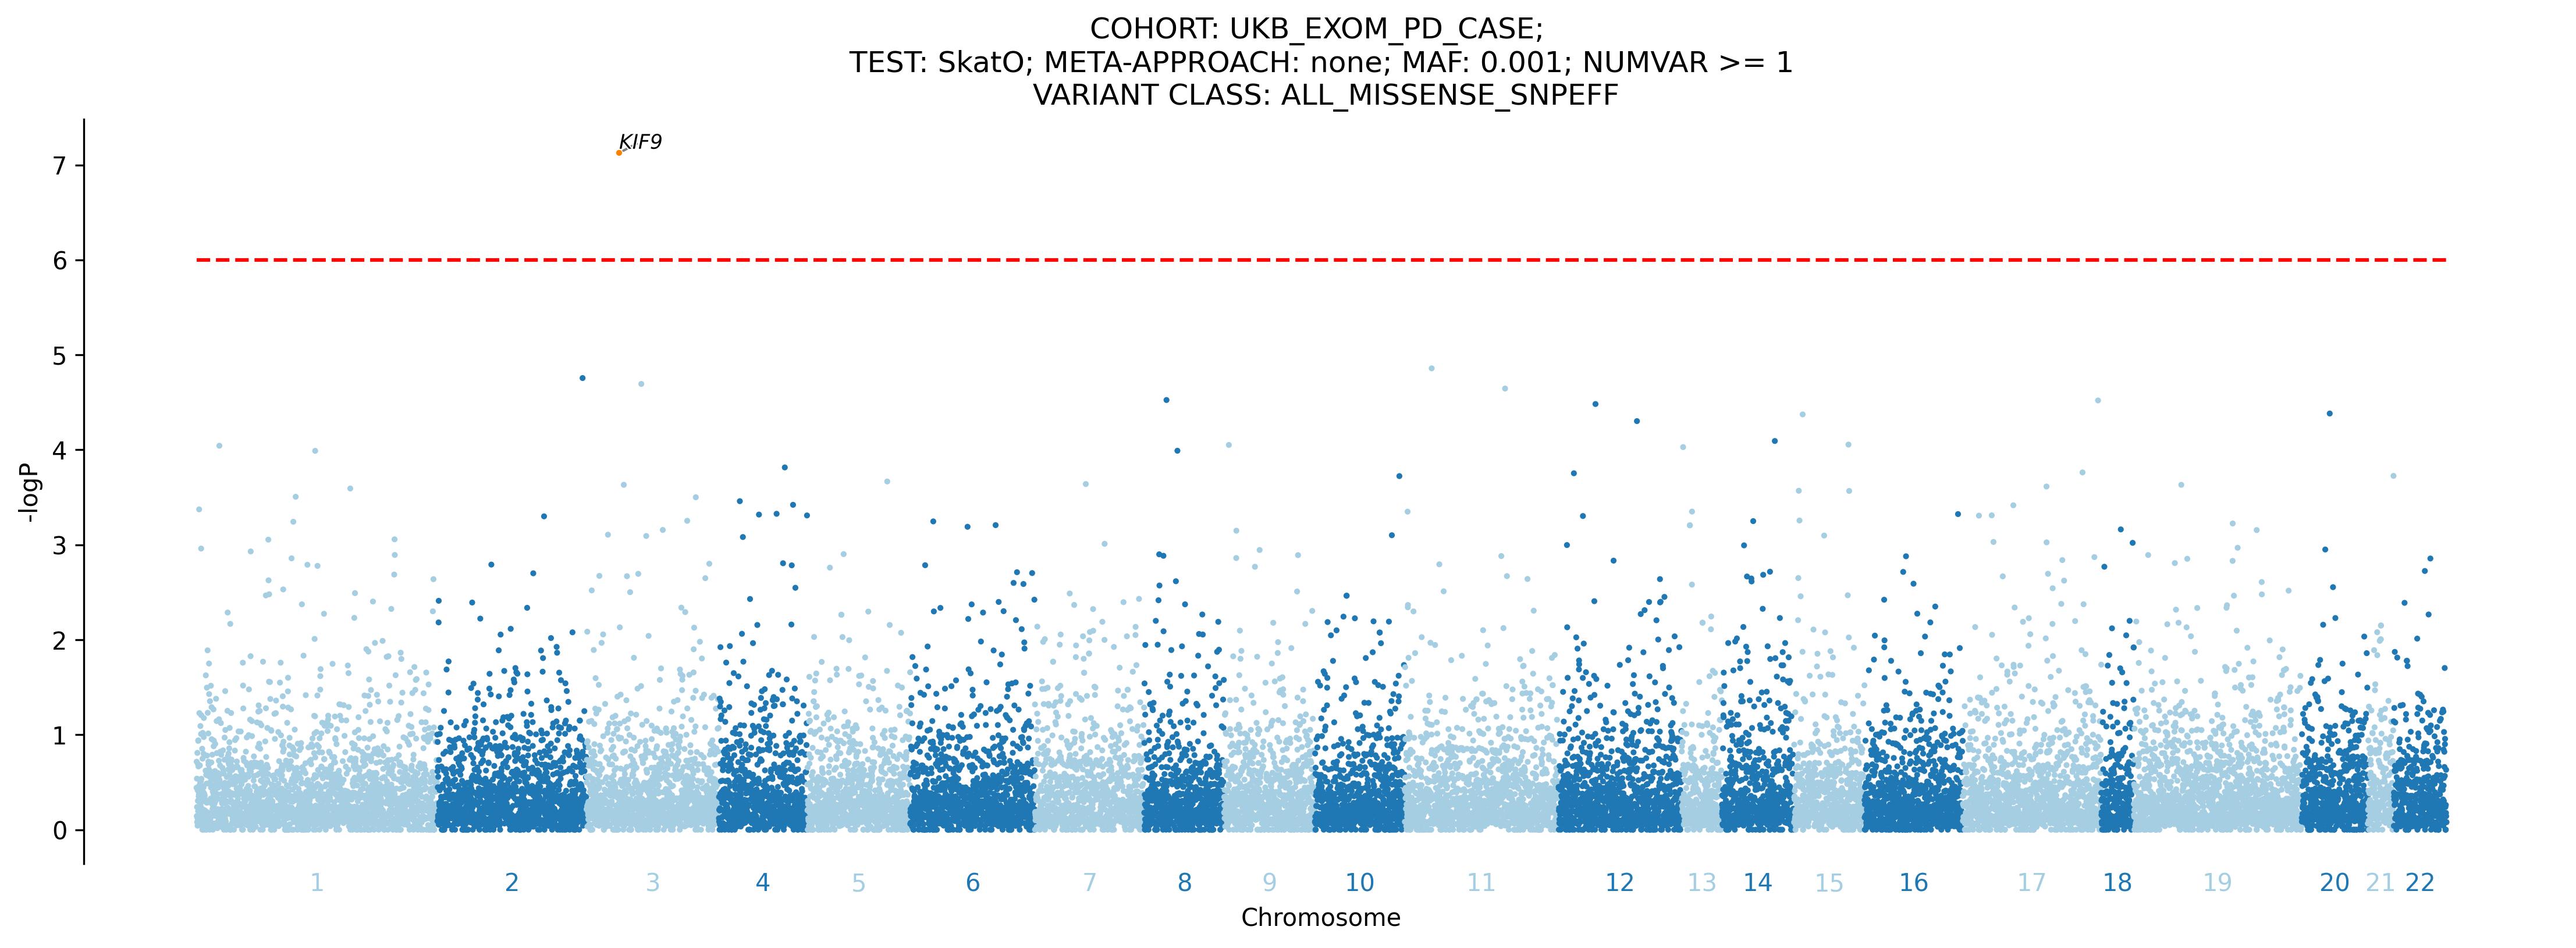 COHORT: UKB_EXOM_PD_CASE;
TEST: SkatO; META-APPROACH: none; MAF: 0.001; NUMVAR >= 1
VARIANT CLASS: ALL_MISSENSE_SNPEFF
KIF9
7
6
5
4
3
2
1
0
-logP
1 2 3 4 5 6 7 8 9 10 11 12 13 14 15 16 17 18 19 20 21 22
Chromosome